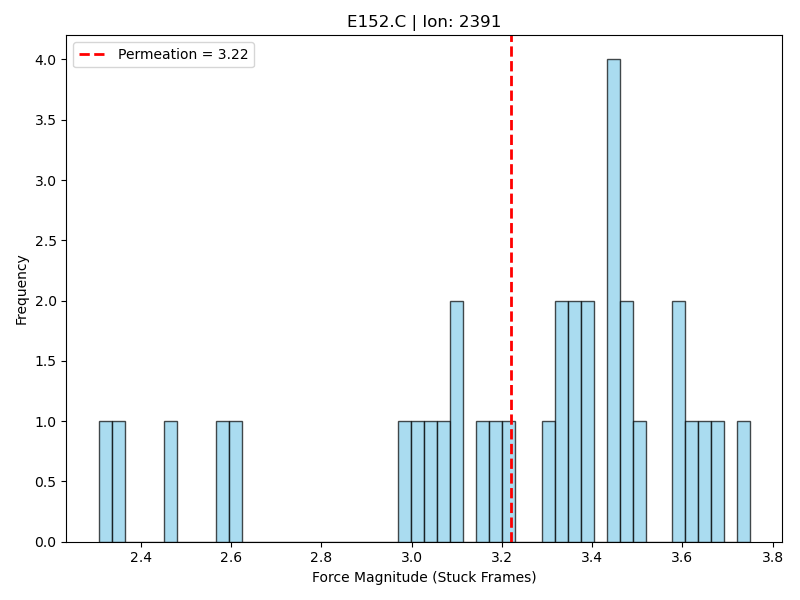 E152.C | Ion: 2391
Permeation = 3.22
Frequency
4.0
3.5
3.0
2.5
2.0
1.5
1.0
0.5
0.0
2.4 2.6 2.8 3.0 3.2 3.4 3.6 3.8
Force Magnitude (Stuck Frames)